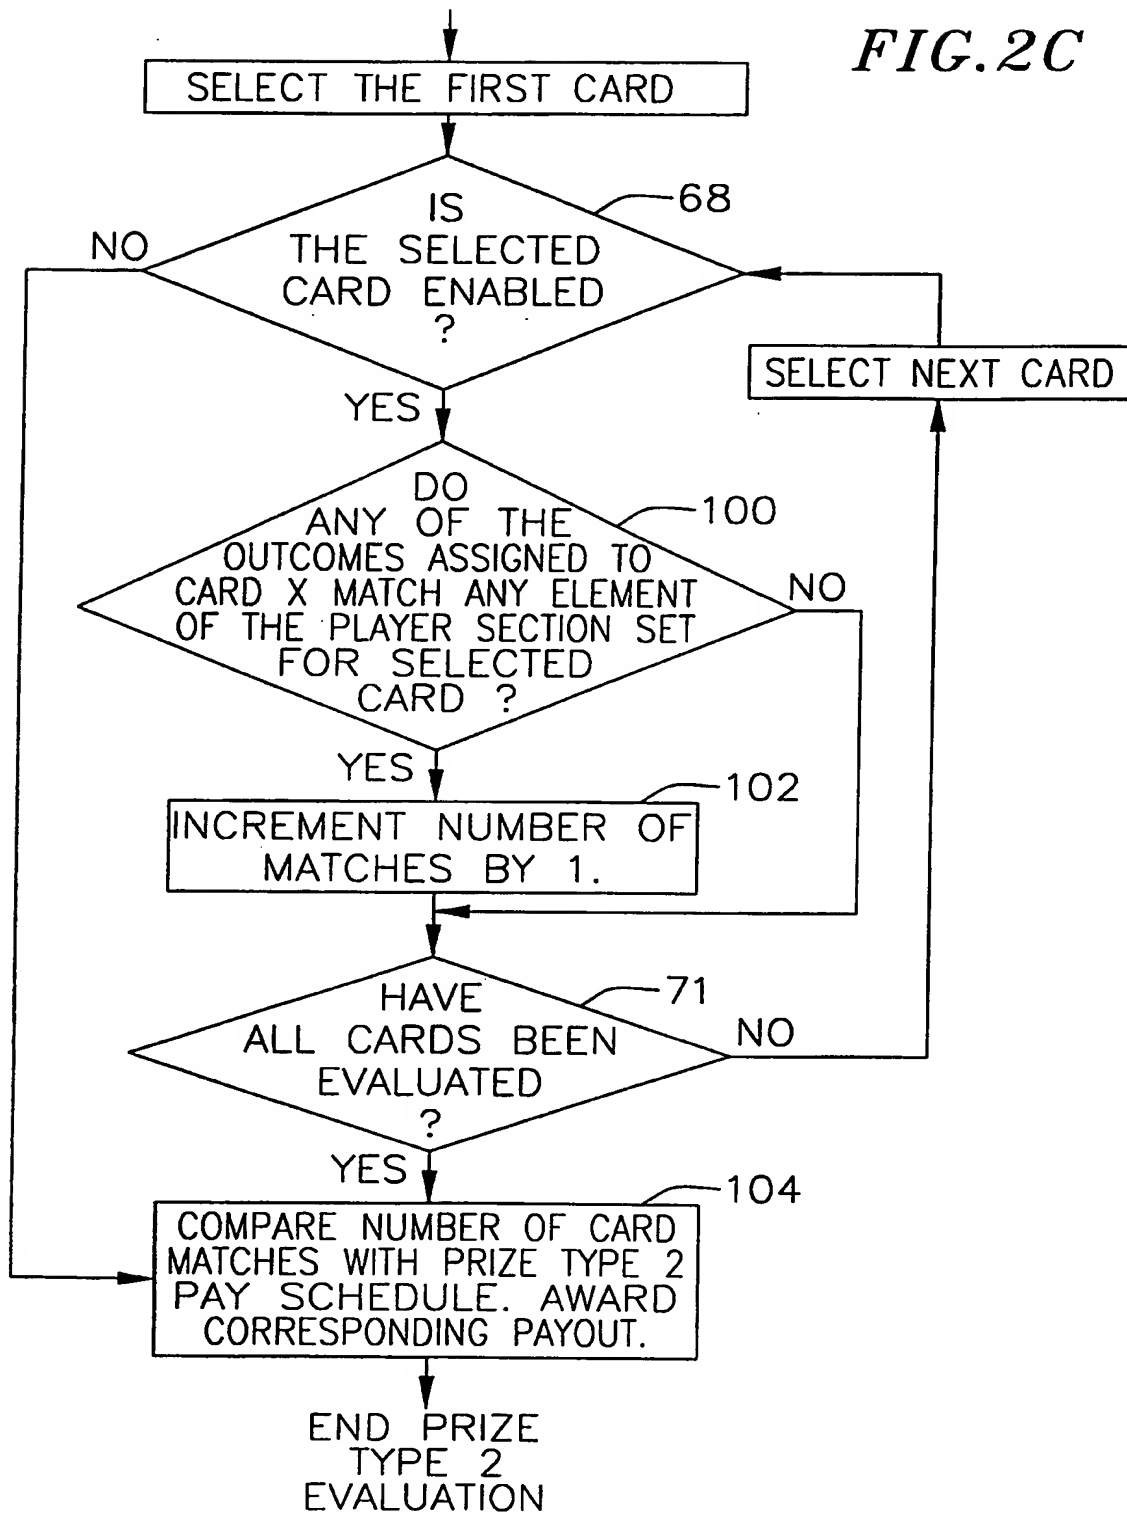 FIG.2C
SELECT THE FIRST CARD
68
IS
THE SELECTED
CARD ENABLED
?
NO
YES
SELECT NEXT CARD
DO
ANY OF THE
OUTCOMES ASSIGNED TO
CARD X MATCH ANY ELEMENT
OF THE PLAYER SECTION SET
FOR SELECTED
CARD ?
100
NO
YES
102
INCREMENT NUMBER OF
MATCHES BY 1.
71
HAVE
ALL CARDS BEEN
EVALUATED
?
NO
YES
104
COMPARE NUMBER OF CARD
MATCHES WITH PRIZE TYPE 2
PAY SCHEDULE. AWARD
CORRESPONDING PAYOUT.
END PRIZE
TYPE 2
EVALUATION